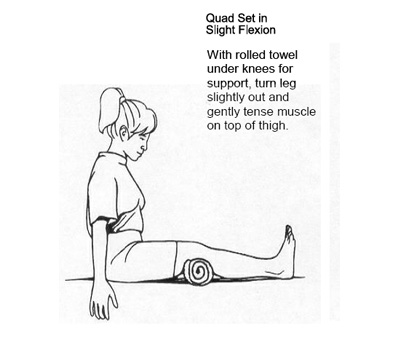 Quad Set in
Slight Flexion
With rolled towel
under knees for
support, turn leg
slightly out and
gently tense muscle
on top of thigh.